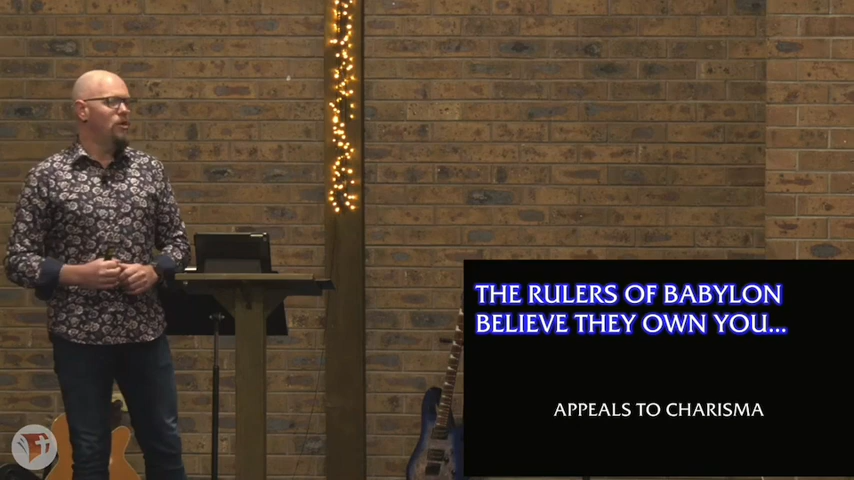 THE RULERS OF BABYLON
BELIEVE THEY OWN YOU...
APPEALS TO CHARISMA